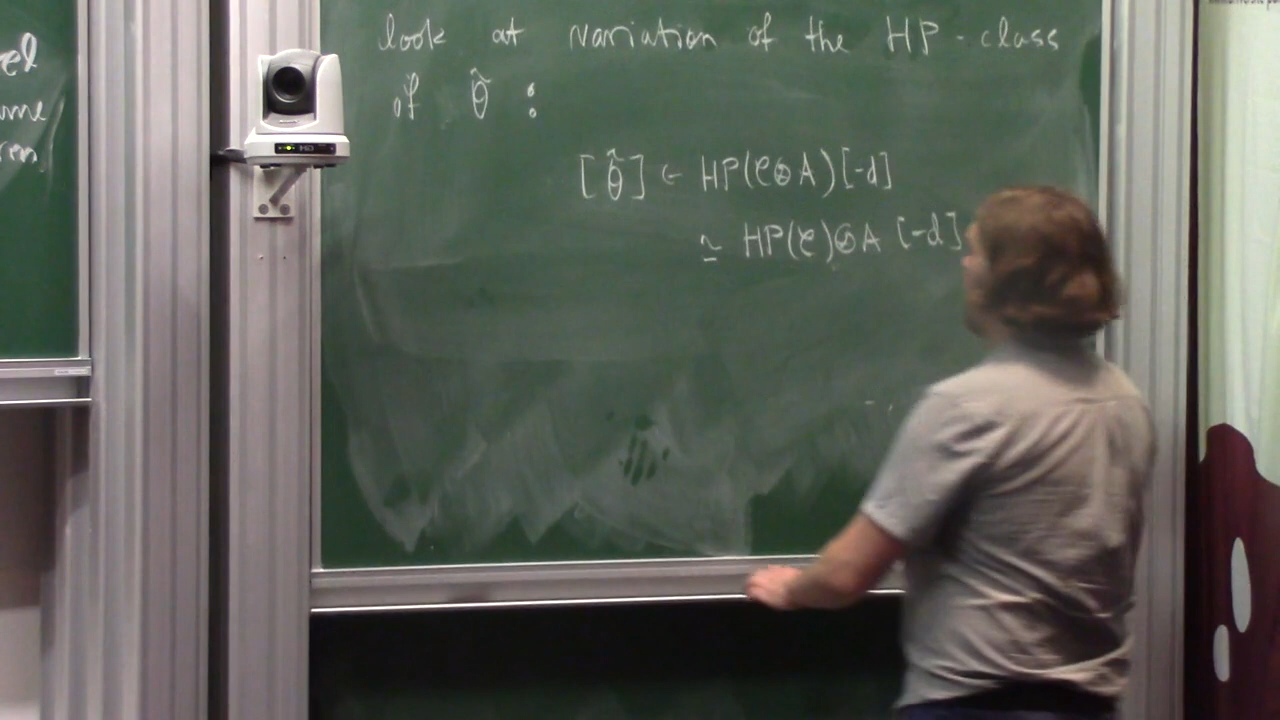 look at variation of the HP-class
of θ̂ :
[θ̂] ∈ HP(𝒞⊗A)[-d]
≃ HP(𝒞)⊗A [-d]